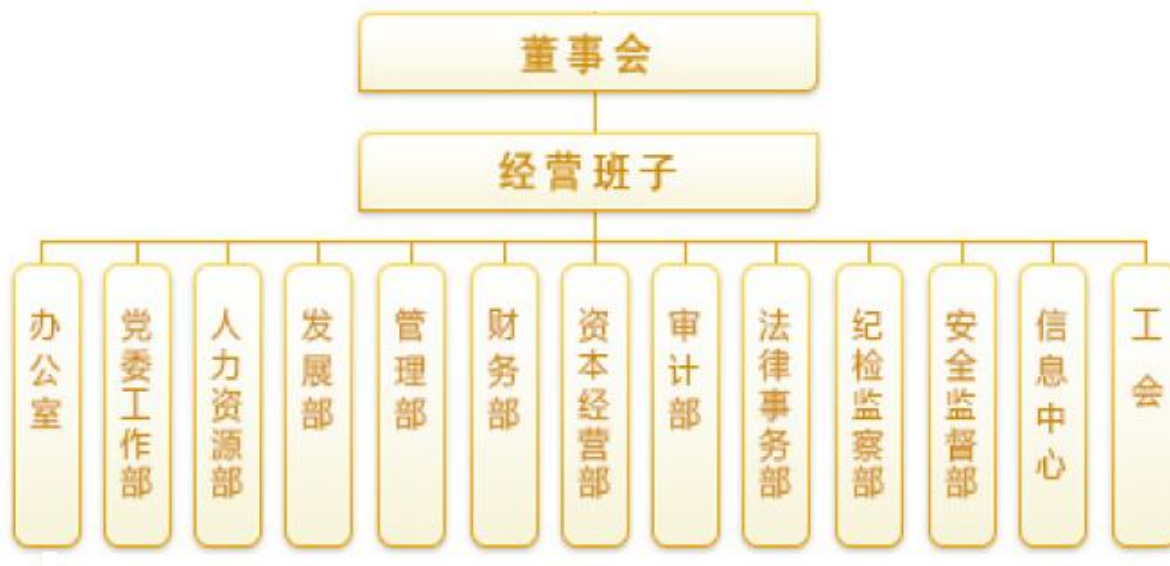 董事会
经营班子
办公室
党委工作部
人力资源部
发展部
管理部
财务部
资本经营部
审计部
法律事务部
纪检监察部
安全监督部
信息中心
工会